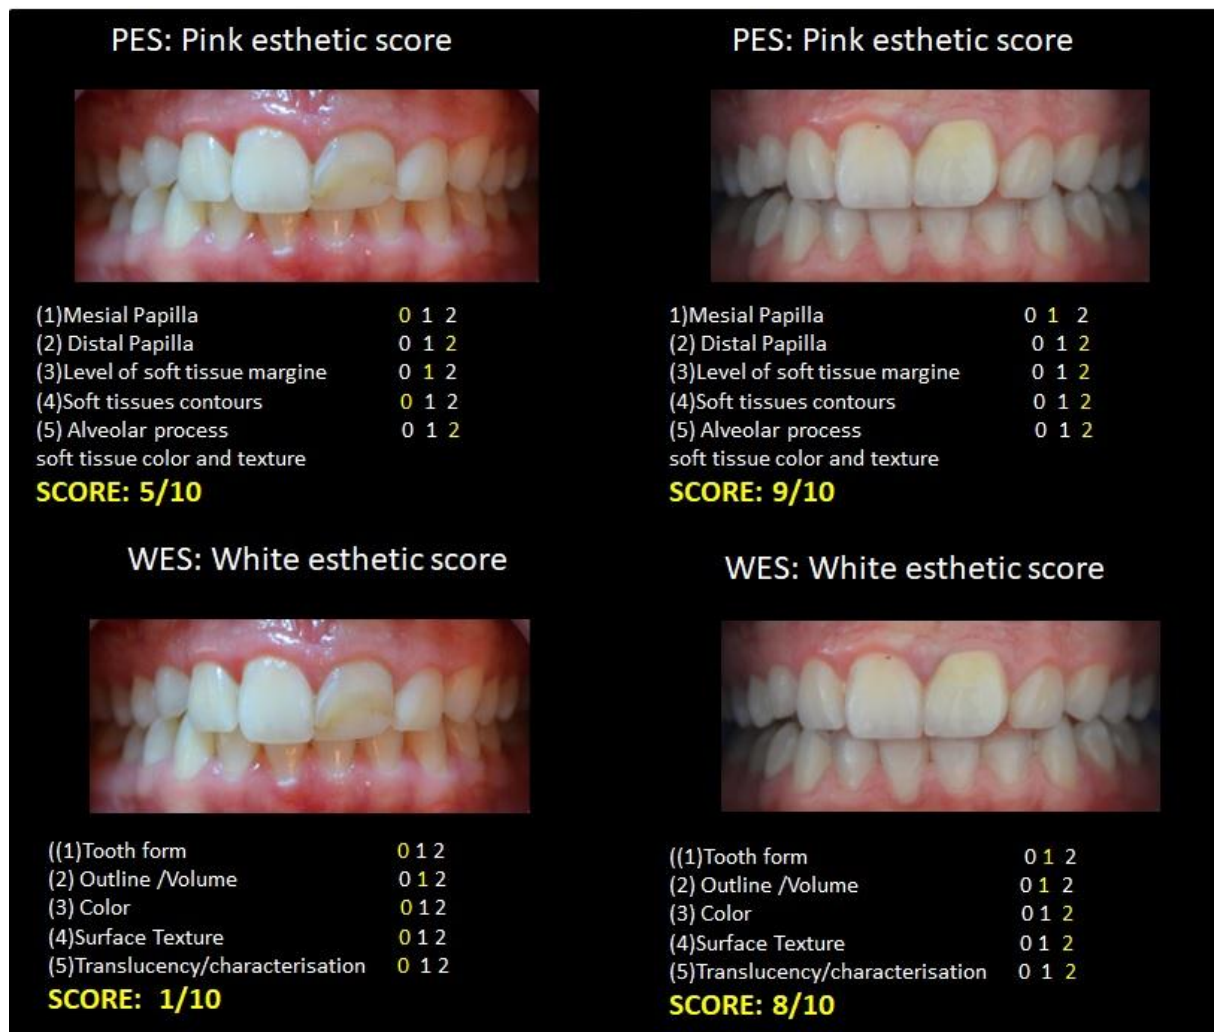 PES: Pink esthetic score
(1)Mesial Papilla 0 1 2
(2) Distal Papilla 0 1 2
(3)Level of soft tissue margine 0 1 2
(4)Soft tissues contours 0 1 2
(5) Alveolar process 0 1 2
soft tissue color and texture
SCORE: 5/10
PES: Pink esthetic score
1)Mesial Papilla 0 1 2
(2) Distal Papilla 0 1 2
(3)Level of soft tissue margine 0 1 2
(4)Soft tissues contours 0 1 2
(5) Alveolar process 0 1 2
soft tissue color and texture
SCORE: 9/10
WES: White esthetic score
((1)Tooth form 0 1 2
(2) Outline /Volume 0 1 2
(3) Color 0 1 2
(4)Surface Texture 0 1 2
(5)Translucency/characterisation 0 1 2
SCORE: 1/10
WES: White esthetic score
((1)Tooth form 0 1 2
(2) Outline /Volume 0 1 2
(3) Color 0 1 2
(4)Surface Texture 0 1 2
(5)Translucency/characterisation 0 1 2
SCORE: 8/10